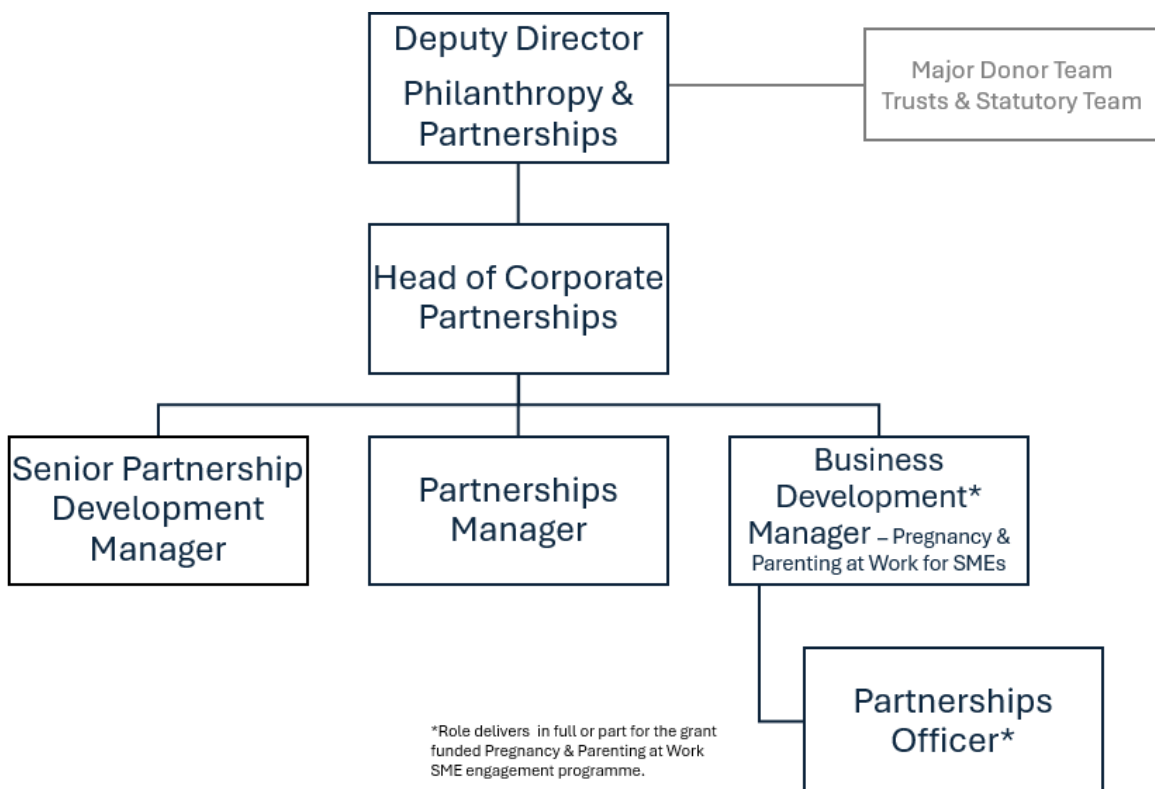 Deputy Director
Philanthropy &
Partnerships
Major Donor Team
Trusts & Statutory Team
Head of Corporate
Partnerships
Senior Partnership
Development
Manager
Partnerships
Manager
Business
Development*
Manager – Pregnancy &
Parenting at Work for SMEs
Partnerships
Officer*
*Role delivers in full or part for the grant
funded Pregnancy & Parenting at Work
SME engagement programme.